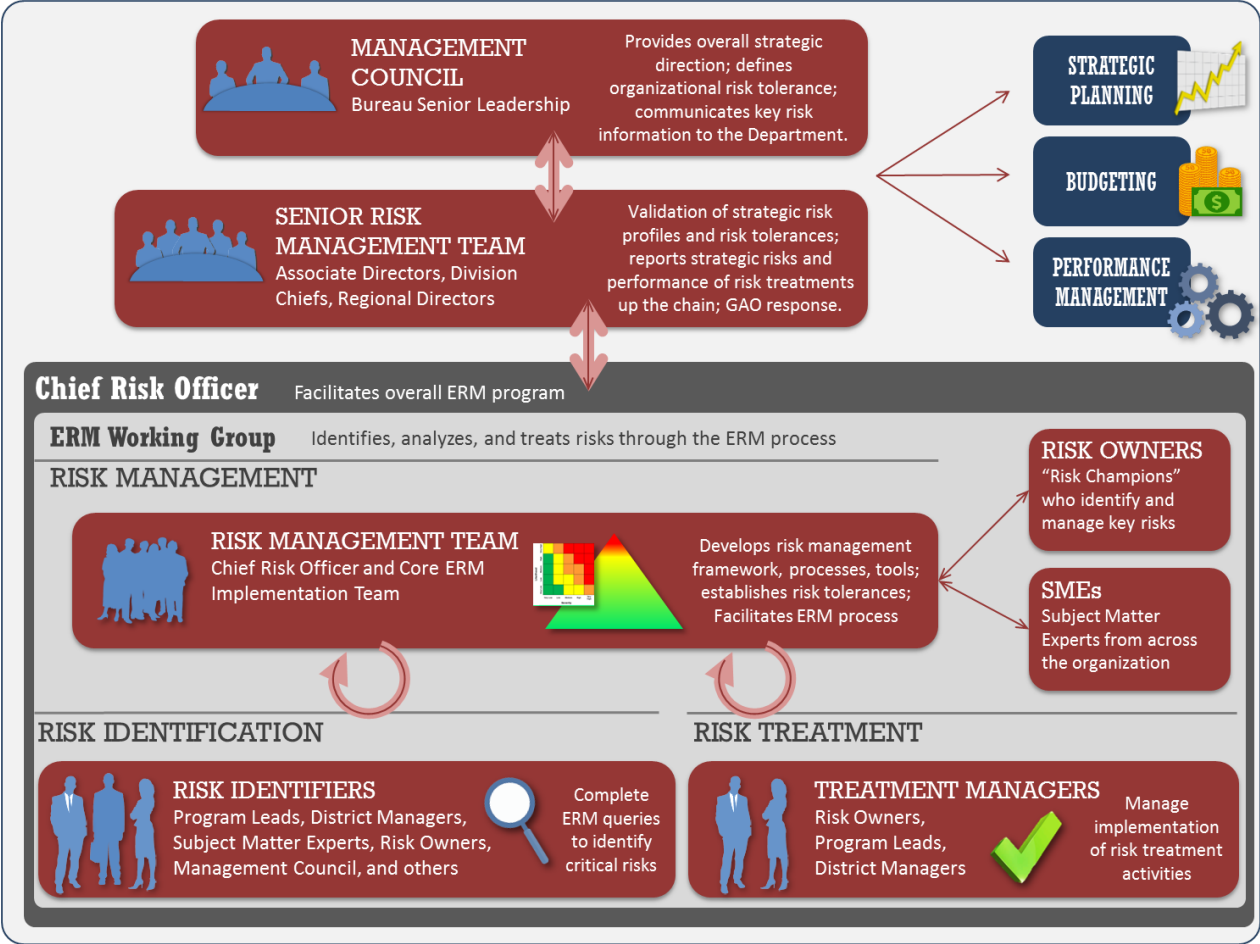 MANAGEMENT
COUNCIL
Bureau Senior Leadership
Provides overall strategic
direction; defines
organizational risk tolerance;
communicates key risk
information to the Department.
STRATEGIC
PLANNING
BUDGETING
PERFORMANCE
MANAGEMENT
SENIOR RISK
MANAGEMENT TEAM
Associate Directors, Division
Chiefs, Regional Directors
Validation of strategic risk
profiles and risk tolerances;
reports strategic risks and
performance of risk treatments
up the chain; GAO response.
Chief Risk Officer
Facilitates overall ERM program
ERM Working Group
Identifies, analyzes, and treats risks through the ERM process
RISK MANAGEMENT
RISK MANAGEMENT TEAM
Chief Risk Officer and Core ERM
Implementation Team
Develops risk management
framework, processes, tools;
establishes risk tolerances;
Facilitates ERM process
RISK OWNERS
“Risk Champions”
who identify and
manage key risks
SMEs
Subject Matter
Experts from across
the organization
RISK IDENTIFICATION
RISK IDENTIFIERS
Program Leads, District Managers,
Subject Matter Experts, Risk Owners,
Management Council, and others
Complete
ERM queries
to identify
critical risks
RISK TREATMENT
TREATMENT MANAGERS
Risk Owners,
Program Leads,
District Managers
Manage
implementation
of risk treatment
activities